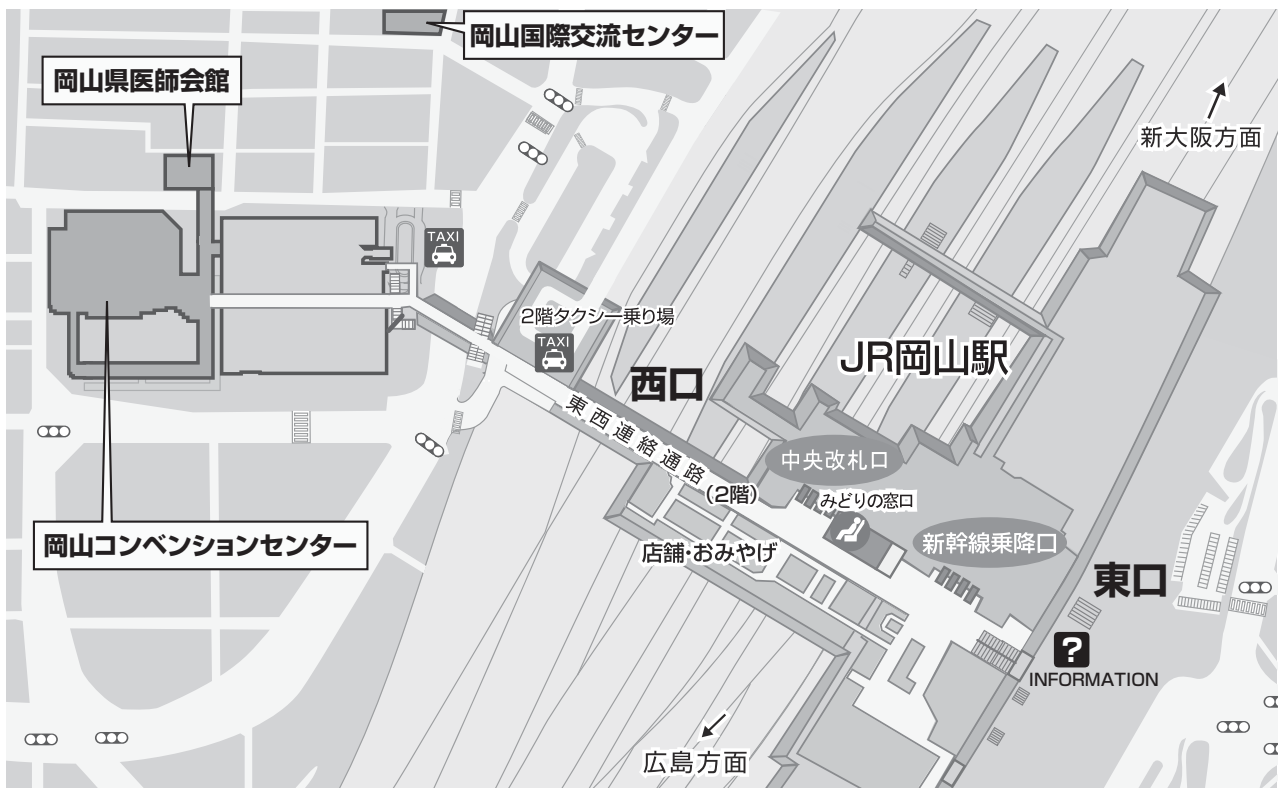 岡山国際交流センター
岡山県医師会館
新大阪方面
TAXI
2階タクシー乗り場
TAXI
西口
JR岡山駅
東西連絡通路
(2階)
中央改札口
みどりの窓口
新幹線乗降口
店舗・おみやげ
岡山コンベンションセンター
東口
?
INFORMATION
広島方面